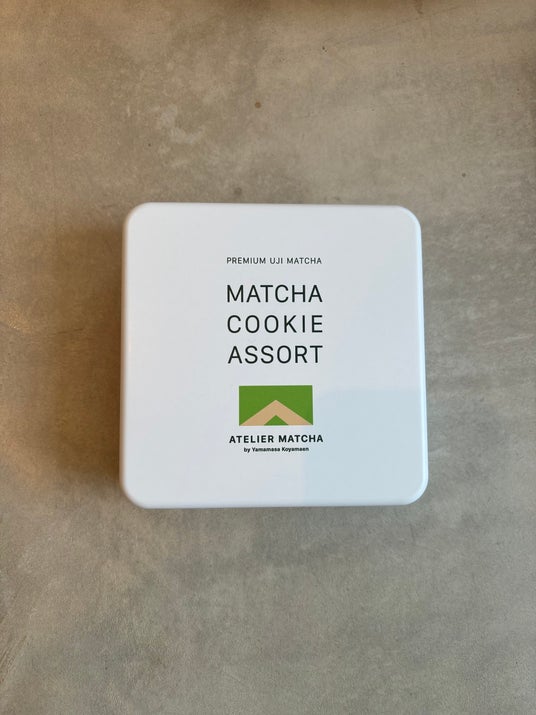 PREMIUM UJI MATCHA
MATCHA
COOKIE
ASSORT
ATELIER MATCHA
by Yamamasa Koyamaen